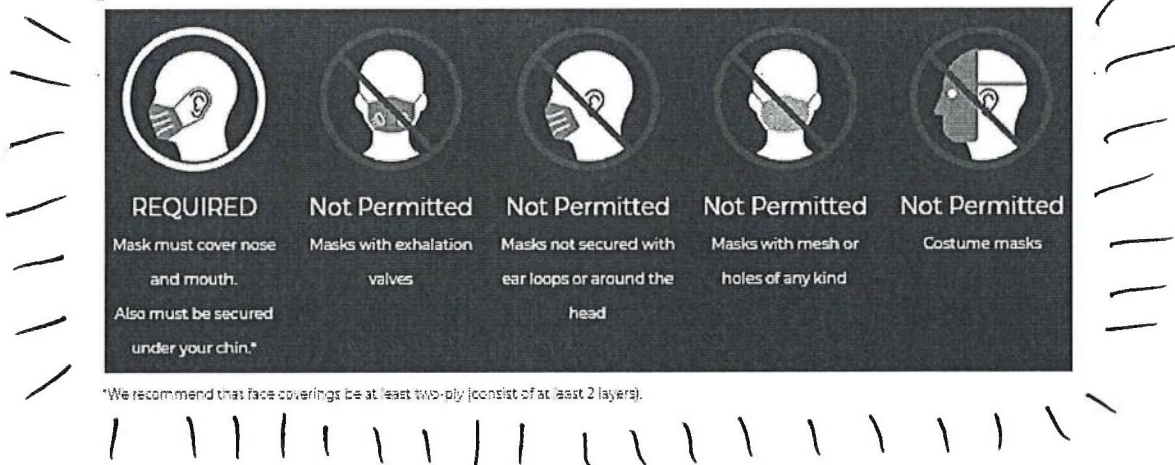 REQUIRED
Mask must cover nose
and mouth.
Also must be secured
under your chin.*
Not Permitted
Masks with exhalation
valves
Not Permitted
Masks not secured with
ear loops or around the
head
Not Permitted
Masks with mesh or
holes of any kind
Not Permitted
Costume masks
*We recommend that face coverings be at least two-ply (consist of at least 2 layers).